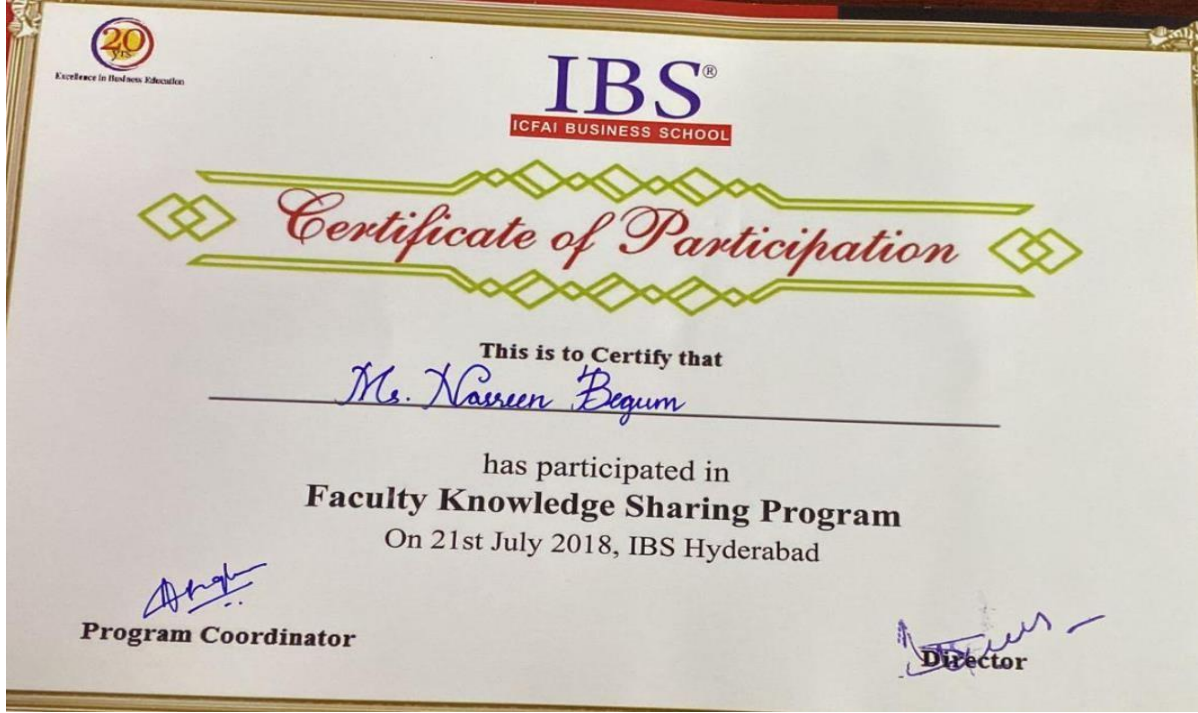 20
yrs
Excellence in Business Education
IBS®
ICFAI BUSINESS SCHOOL
Certificate of Participation
This is to Certify that
Ms. Nasreen Begum
has participated in
Faculty Knowledge Sharing Program
On 21st July 2018, IBS Hyderabad
Program Coordinator
Director